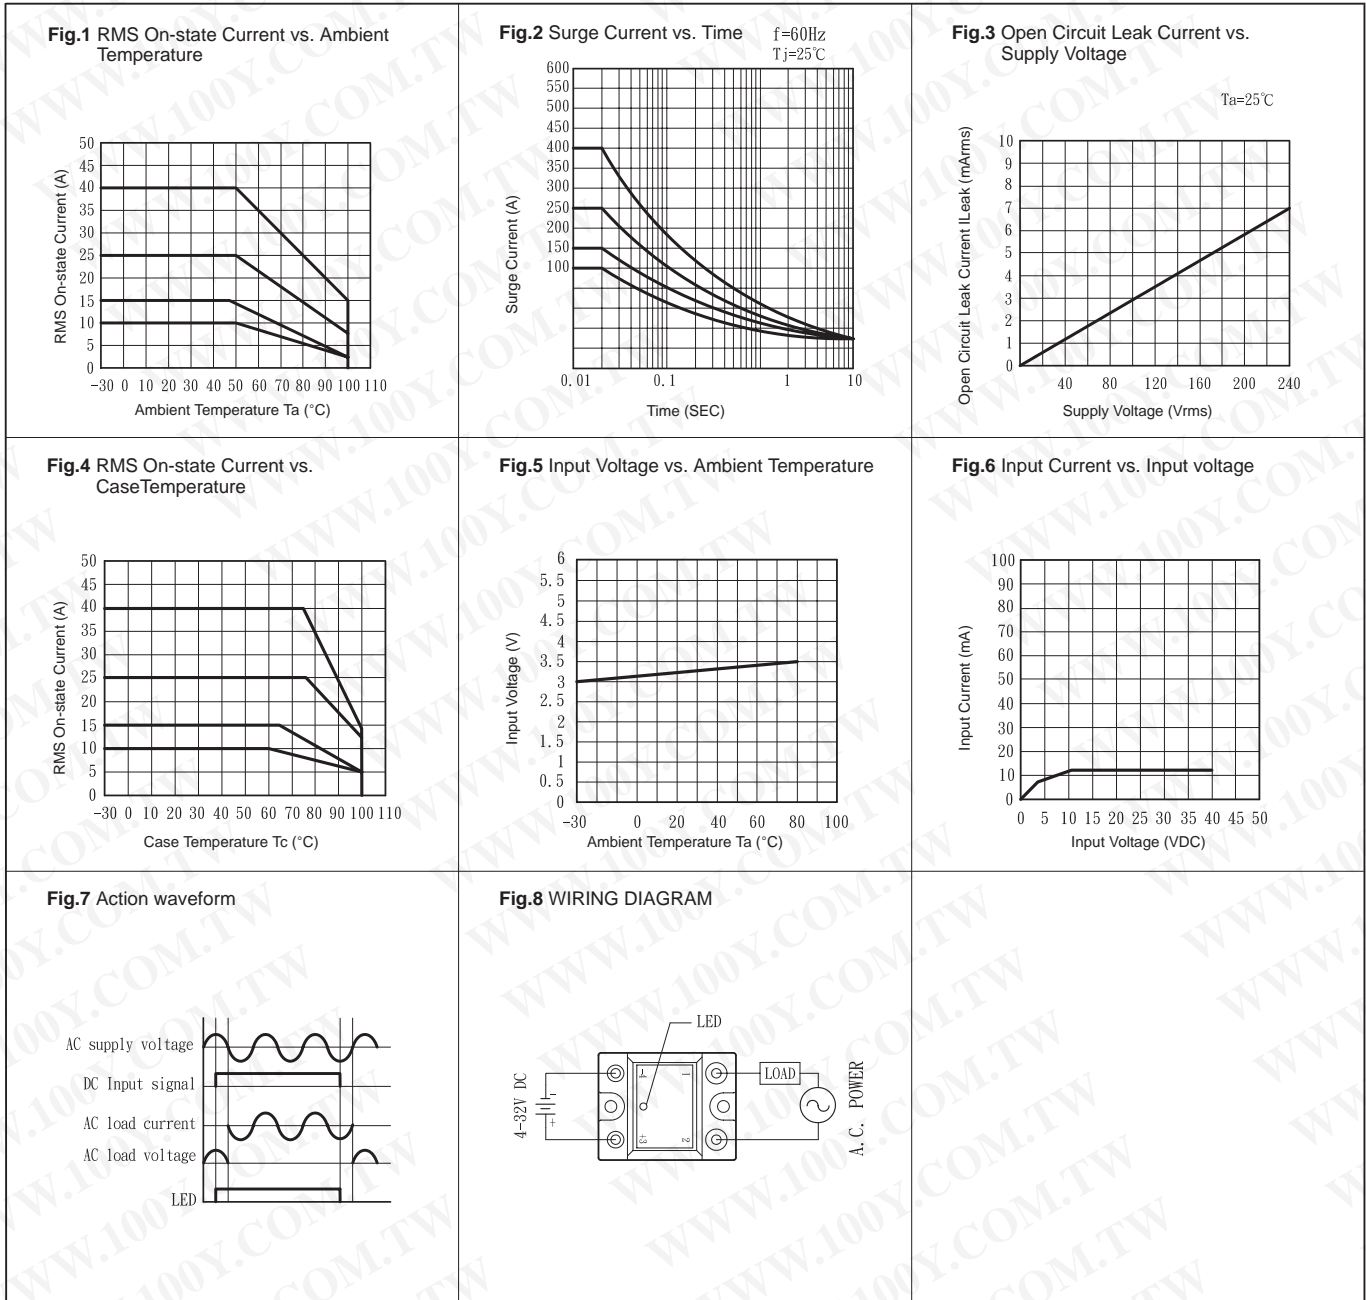 Fig.1 RMS On-state Current vs. Ambient
Temperature
RMS On-state Current (A)
50
45
40
35
30
25
20
15
10
5
0
-30 0 10 20 30 40 50 60 70 80 90 100 110
Ambient Temperature Ta (°C)
Fig.2 Surge Current vs. Time
f=60Hz
Tj=25℃
Surge Current (A)
600
550
500
450
400
350
300
250
200
150
100
0.01 0.1 1 10
Time (SEC)
Fig.3 Open Circuit Leak Current vs.
Supply Voltage
Ta=25℃
Open Circuit Leak Current ILeak (mArms)
10
9
8
7
6
5
4
3
2
1
0
40 80 120 160 200 240
Supply Voltage (Vrms)
Fig.4 RMS On-state Current vs.
CaseTemperature
RMS On-state Current (A)
50
45
40
35
30
25
20
15
10
5
0
-30 0 10 20 30 40 50 60 70 80 90 100 110
Case Temperature Tc (°C)
Fig.5 Input Voltage vs. Ambient Temperature
Input Voltage (V)
6
5.5
5
4.5
4
3.5
3
2.5
2
1.5
1
0.5
0
-30 0 20 40 60 80 100
Ambient Temperature Ta (°C)
Fig.6 Input Current vs. Input voltage
Input Current (mA)
100
90
80
70
60
50
40
30
20
10
0
0 5 10 15 20 25 30 35 40 45 50
Input Voltage (VDC)
Fig.7 Action waveform
AC supply voltage
DC Input signal
AC load current
AC load voltage
LED
Fig.8 WIRING DIAGRAM
LED
4-32V DC
- +
-4 1
+3 2
LOAD
A.C. POWER
WWW.100Y.COM.TW